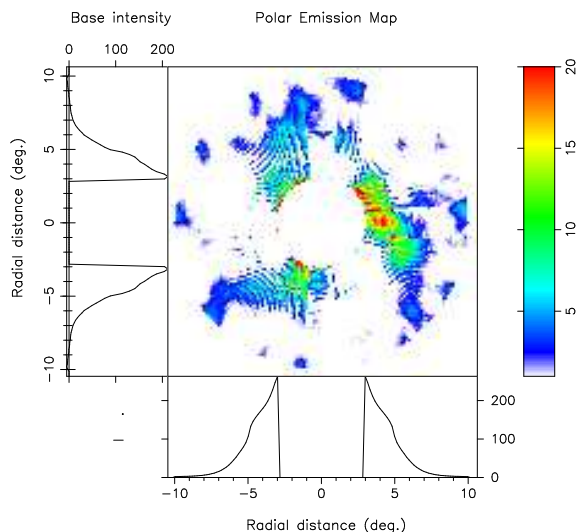 Base intensity
Polar Emission Map
0 100 200
10
5
0
−5
−10
Radial distance (deg.)
20
15
10
5
200
100
0
−10 −5 0 5 10
Radial distance (deg.)